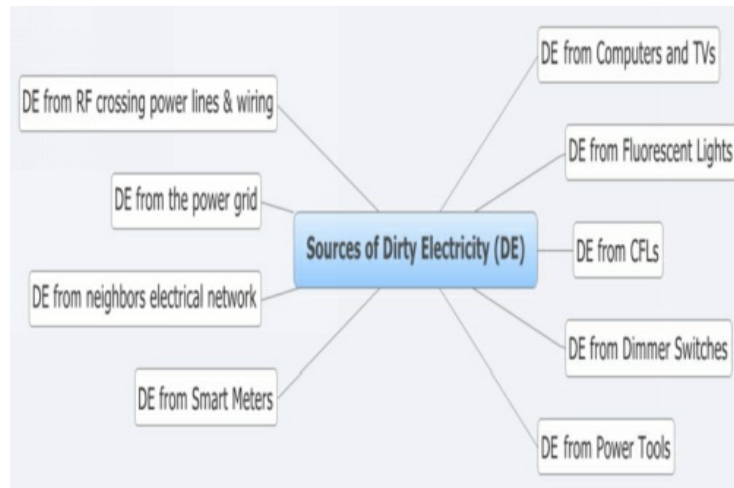 DE from Computers and TVs
DE from RF crossing power lines & wiring
DE from Fluorescent Lights
DE from the power grid
Sources of Dirty Electricity (DE)
DE from CFLs
DE from neighbors electrical network
DE from Dimmer Switches
DE from Smart Meters
DE from Power Tools